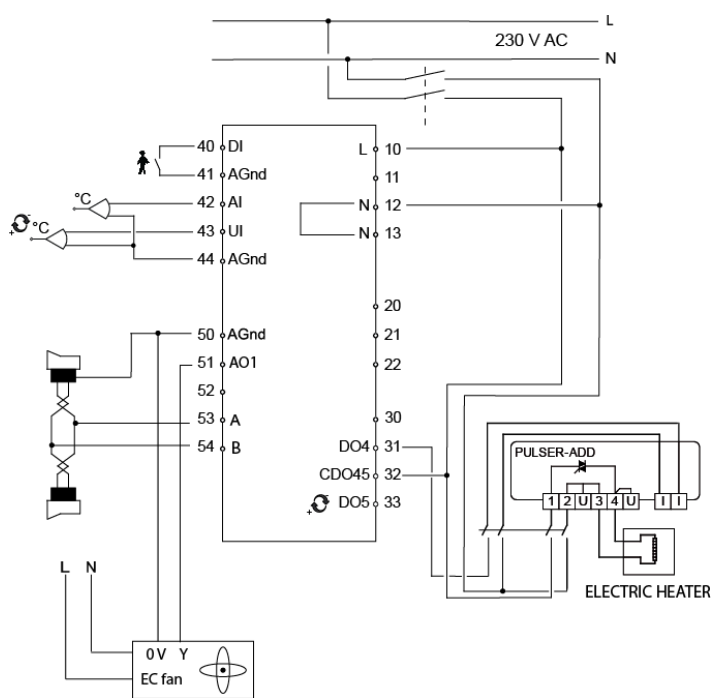 L
230 V AC
N
40 DI
41 AGnd
°C
42 AI
°C
43 UI
44 AGnd
50 AGnd
51 AO1
52
53 A
54 B
L 10
11
N 12
N 13
20
21
22
30
DO4 31
CDO45 32
DO5 33
PULSER-ADD
1 2 U 3 4 U I I
ELECTRIC HEATER
L N
0 V Y
EC fan